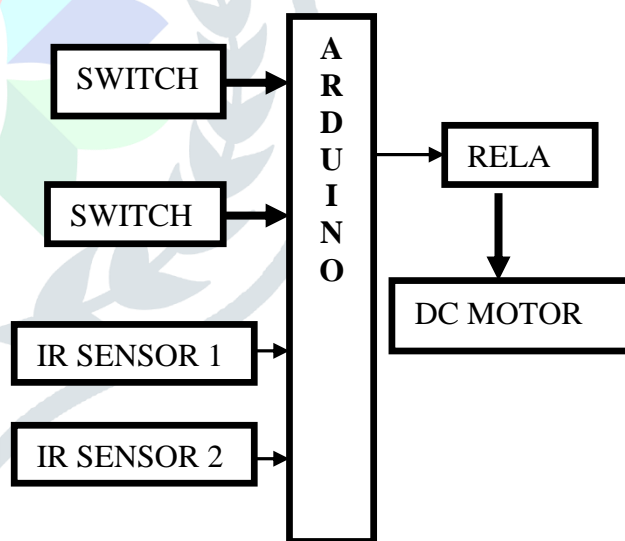 SWITCH
SWITCH
IR SENSOR 1
IR SENSOR 2
A
R
D
U
I
N
O
RELA
DC MOTOR